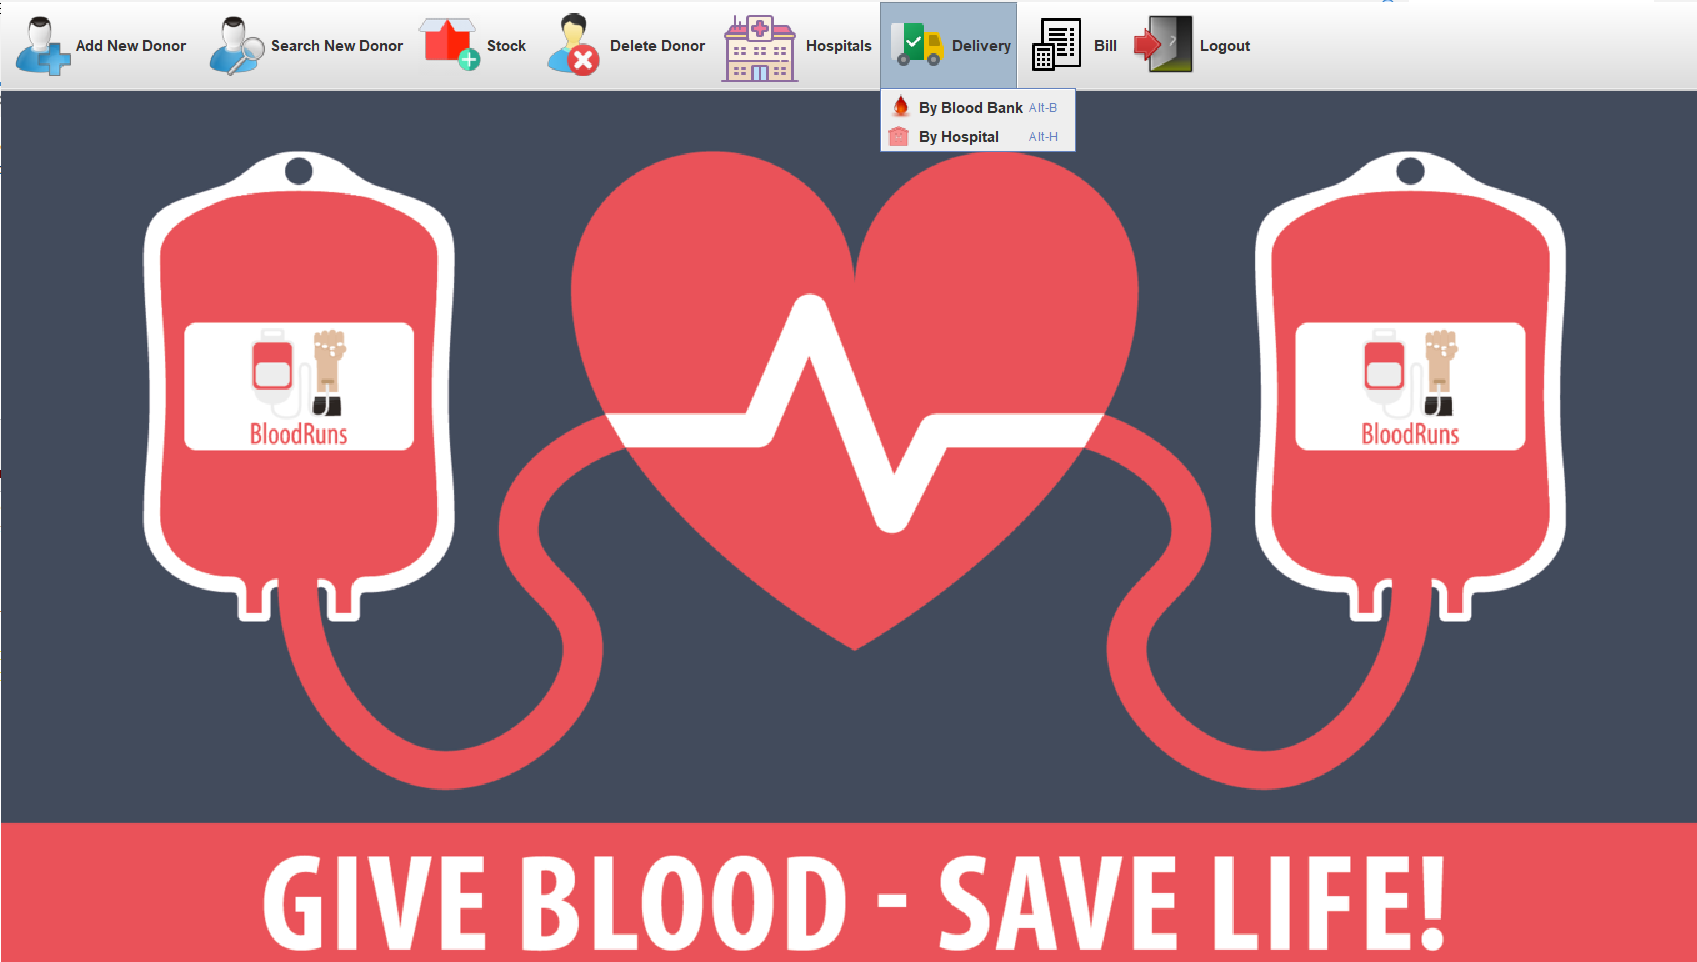 Add New Donor Search New Donor Stock Delete Donor Hospitals Delivery Bill Logout
By Blood Bank Alt-B
By Hospital Alt-H
BloodRuns BloodRuns
GIVE BLOOD - SAVE LIFE!